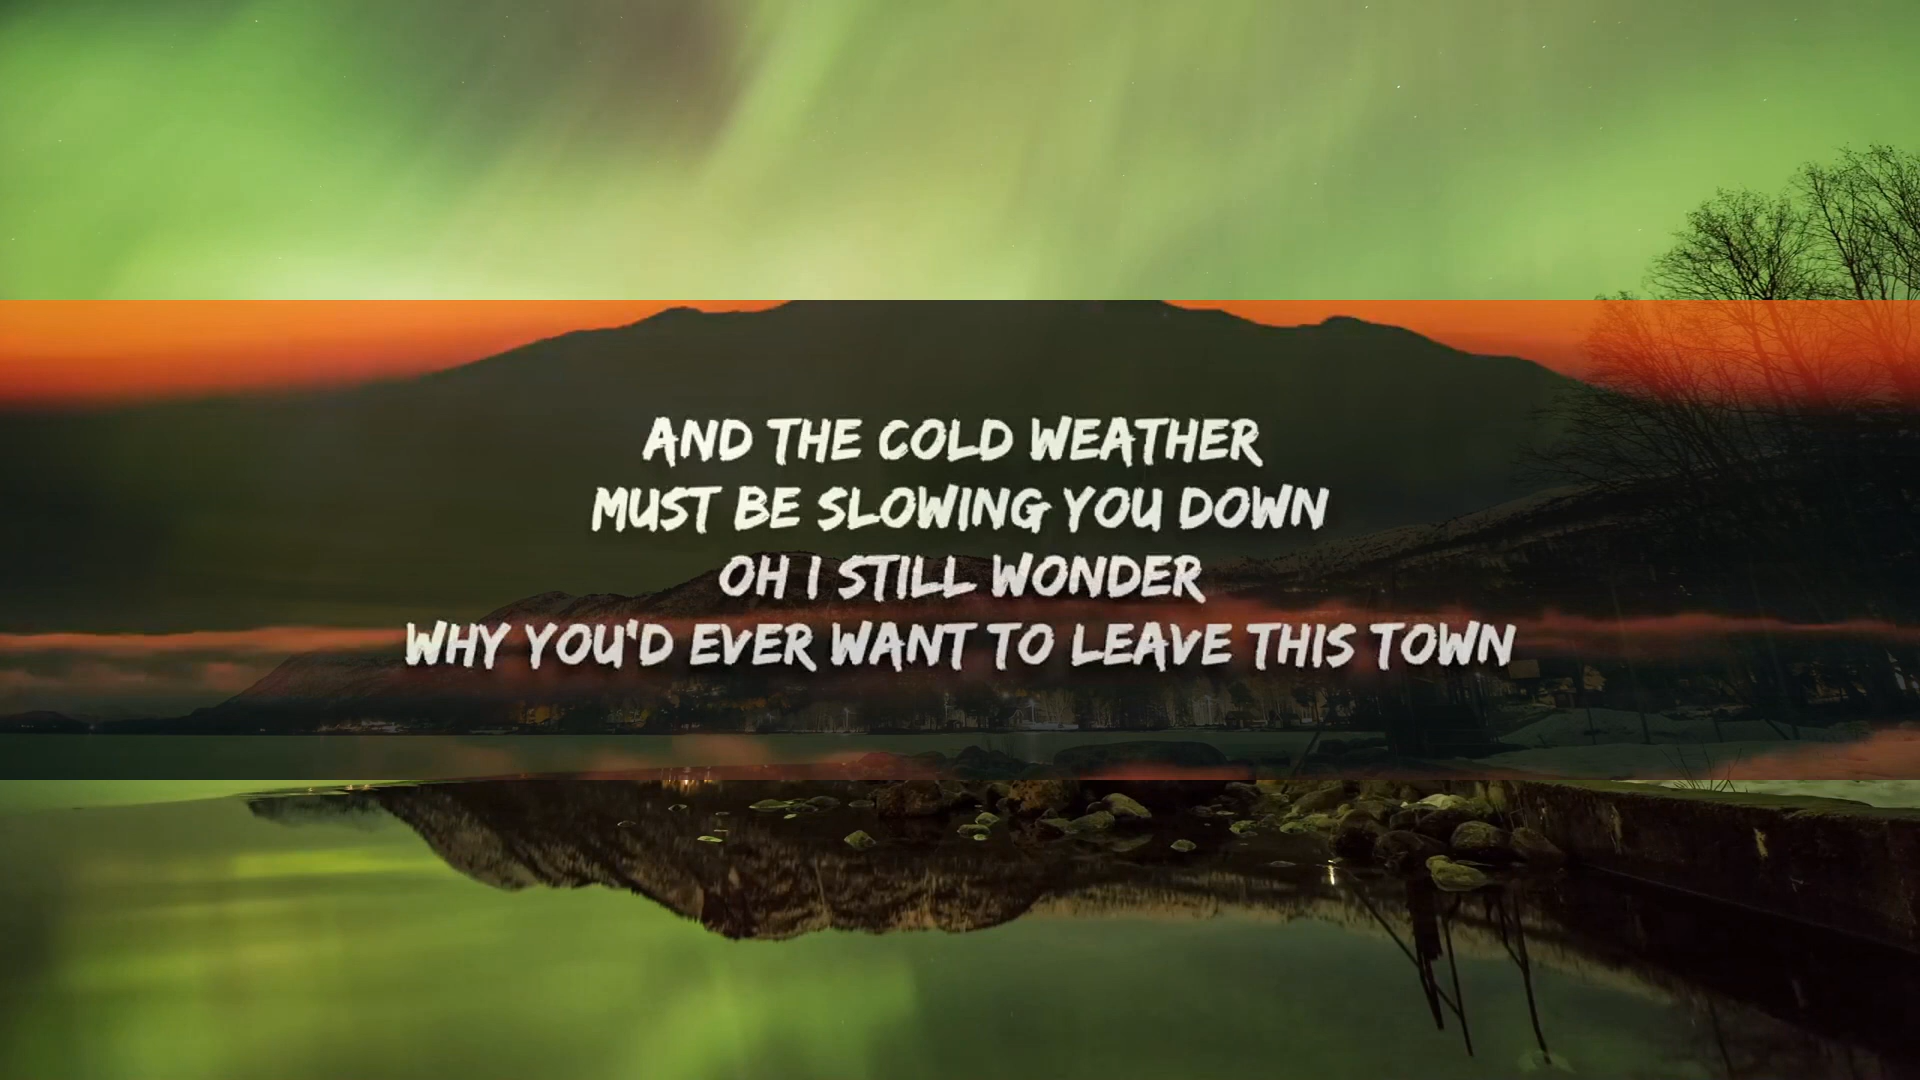 AND THE COLD WEATHER
MUST BE SLOWING YOU DOWN
OH I STILL WONDER
WHY YOU'D EVER WANT TO LEAVE THIS TOWN